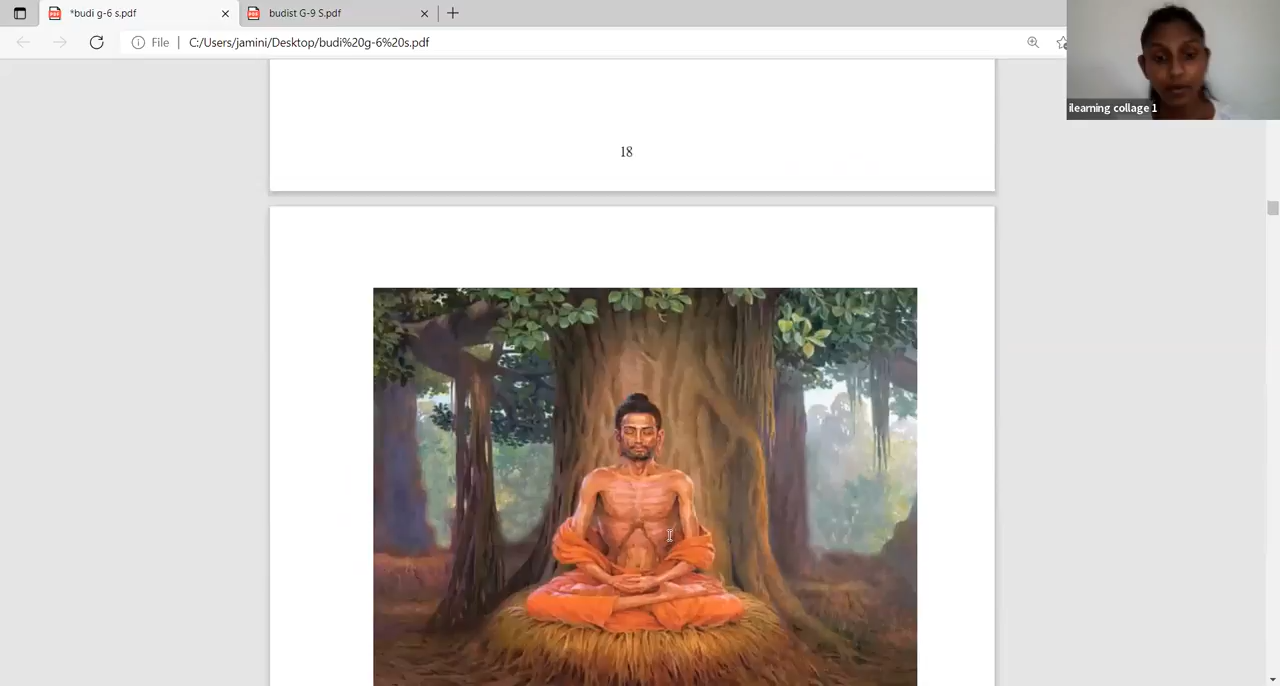 *budi g-6 s.pdf
budist G-9 S.pdf
File | C:/Users/jamini/Desktop/budi%20g-6%20s.pdf
ilearning collage 1
18